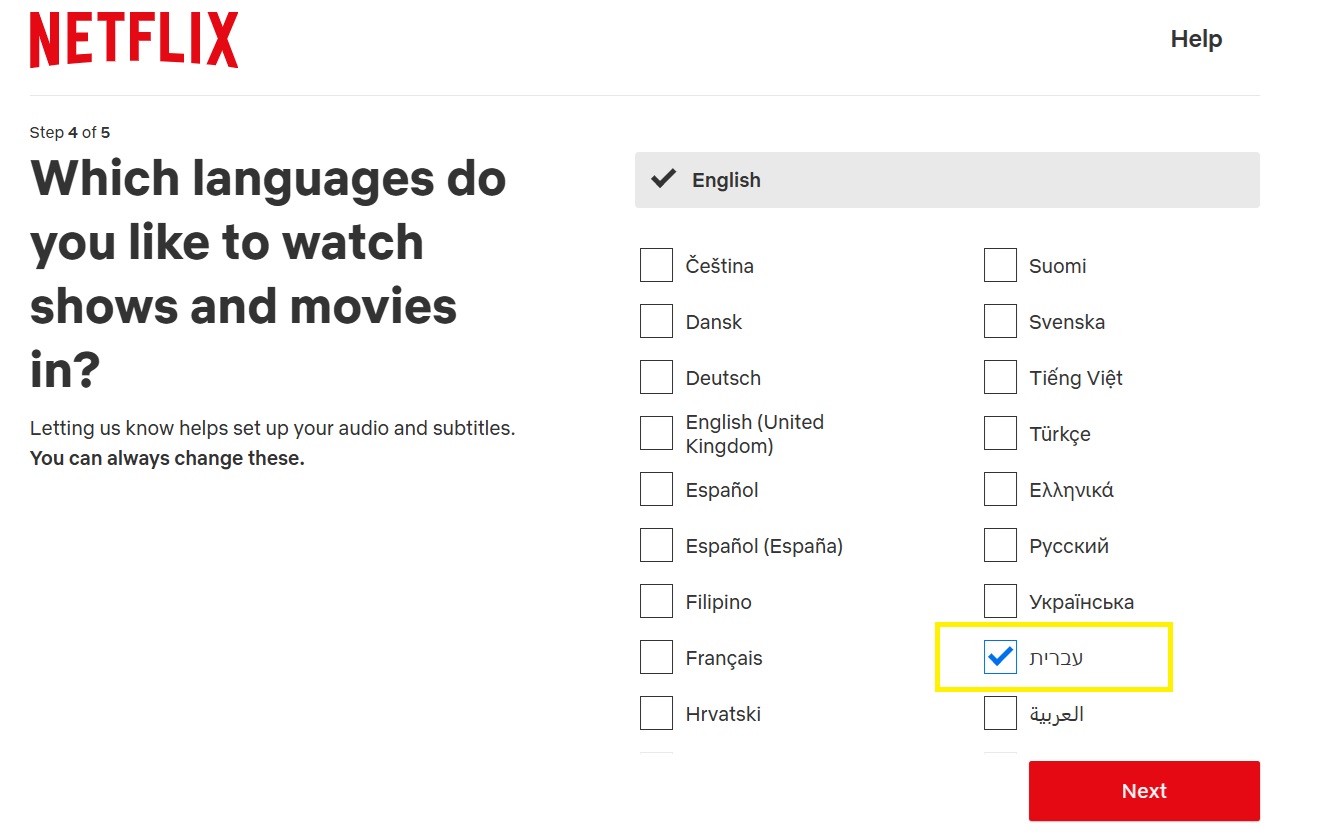 NETFLIX
Help
Step 4 of 5
Which languages do
you like to watch
shows and movies
in?
Letting us know helps set up your audio and subtitles.
You can always change these.
English
Čeština
Dansk
Deutsch
English (United
Kingdom)
Español
Español (España)
Filipino
Français
Hrvatski
Suomi
Svenska
Tiếng Việt
Türkçe
Ελληνικά
Русский
Українська
עברית
العربية
Next